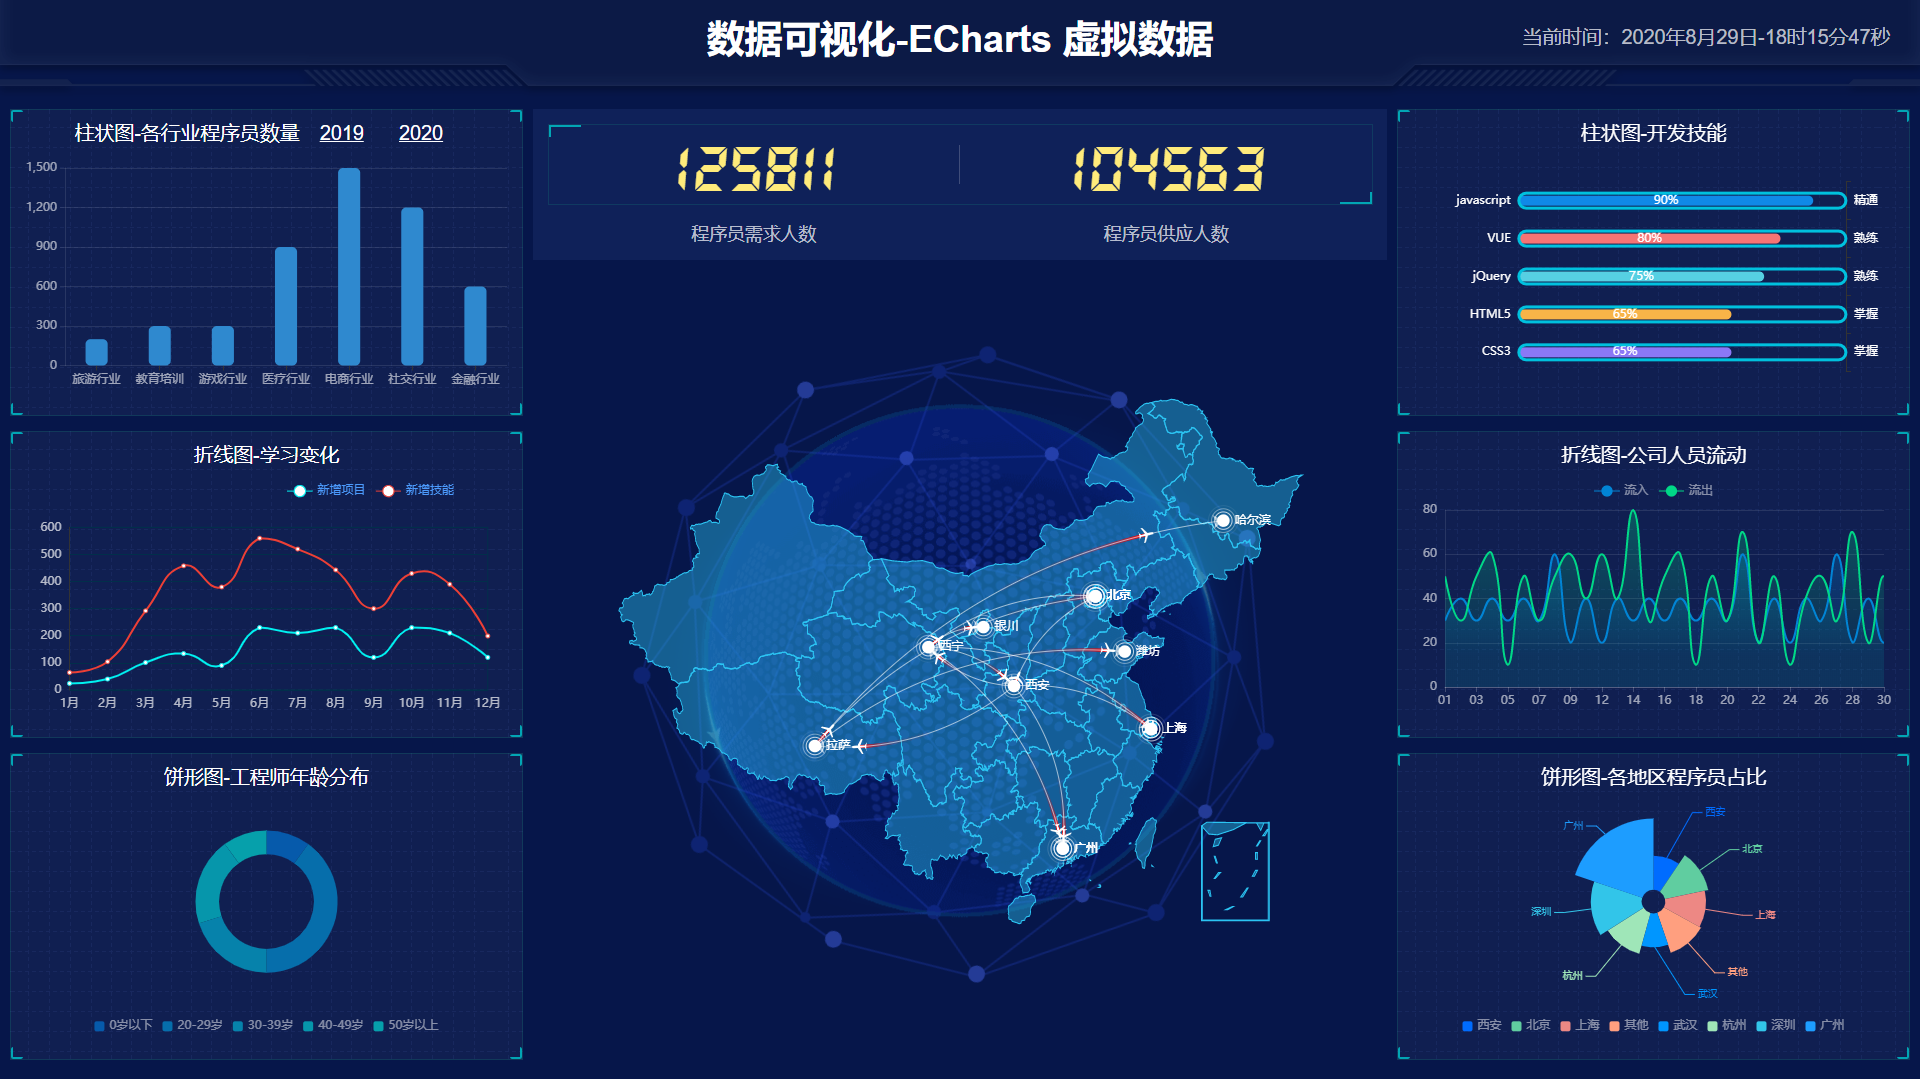 数据可视化-ECharts 虚拟数据
当前时间：2020年8月29日-18时15分47秒
柱状图-各行业程序员数量 2019 2020
1,500
1,200
900
600
300
0
旅游行业 教育培训 游戏行业 医疗行业 电商行业 社交行业 金融行业
折线图-学习变化
新增项目 新增技能
600
500
400
300
200
100
0
1月 2月 3月 4月 5月 6月 7月 8月 9月 10月 11月 12月
饼形图-工程师年龄分布
0岁以下 20-29岁 30-39岁 40-49岁 50岁以上
125811 104563
程序员需求人数 程序员供应人数
哈尔滨
北京
银川
西宁
潍坊
西安
上海
拉萨
广州
柱状图-开发技能
javascript 90% 精通
VUE 80% 熟练
jQuery 75% 熟练
HTML5 65% 掌握
CSS3 65% 掌握
折线图-公司人员流动
流入 流出
80
60
40
20
0
01 03 05 07 09 12 14 16 18 20 22 24 26 28 30
饼形图-各地区程序员占比
西安
广州
北京
深圳
上海
其他
杭州
武汉
西安 北京 上海 其他 武汉 杭州 深圳 广州